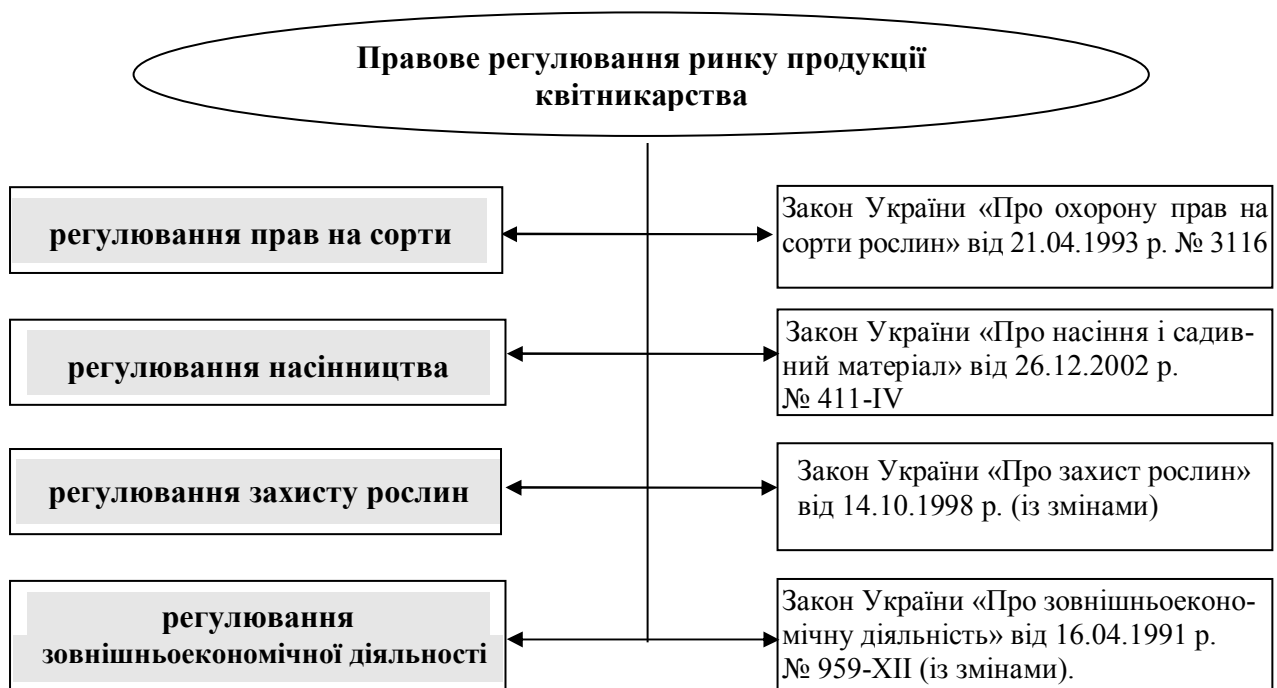 Правове регулювання ринку продукції
квітникарства
регулювання прав на сорти
Закон України «Про охорону прав на
сорти рослин» від 21.04.1993 р. № 3116
регулювання насінництва
Закон України «Про насіння і садив-
ний матеріал» від 26.12.2002 р.
№ 411-IV
регулювання захисту рослин
Закон України «Про захист рослин»
від 14.10.1998 р. (із змінами)
регулювання
зовнішньоекономічної діяльності
Закон України «Про зовнішньоеконо-
мічну діяльність» від 16.04.1991 р.
№ 959-XII (із змінами).